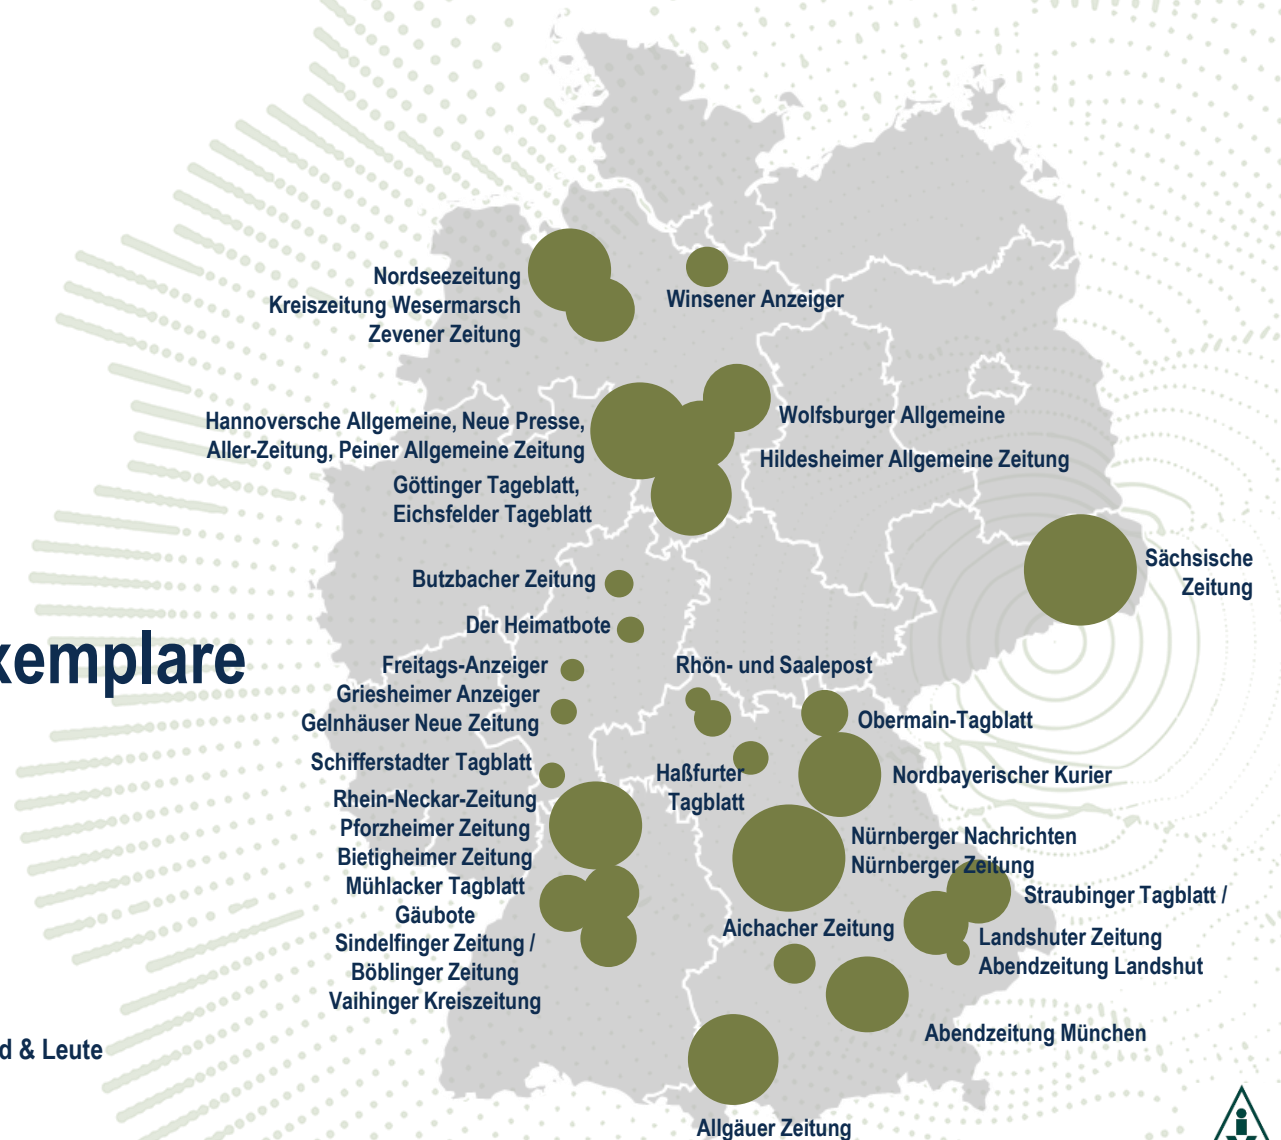 Nordseezeitung
Kreiszeitung Wesermarsch
Zevener Zeitung
Winsener Anzeiger
Hannoversche Allgemeine, Neue Presse,
Aller-Zeitung, Peiner Allgemeine Zeitung
Wolfsburger Allgemeine
Hildesheimer Allgemeine Zeitung
Göttinger Tageblatt,
Eichsfelder Tageblatt
Sächsische
Zeitung
Butzbacher Zeitung
Der Heimatbote
xemplare
Freitags-Anzeiger
Griesheimer Anzeiger
Gelnhäuser Neue Zeitung
Rhön- und Saalepost
Obermain-Tagblatt
Schifferstadter Tagblatt
Haßfurter
Tagblatt
Nordbayerischer Kurier
Rhein-Neckar-Zeitung
Pforzheimer Zeitung
Bietigheimer Zeitung
Mühlacker Tagblatt
Gäubote
Sindelfinger Zeitung /
Böblinger Zeitung
Vaihinger Kreiszeitung
Nürnberger Nachrichten
Nürnberger Zeitung
Straubinger Tagblatt /
Landshuter Zeitung
Abendzeitung Landshut
Aichacher Zeitung
Abendzeitung München
d & Leute
Allgäuer Zeitung